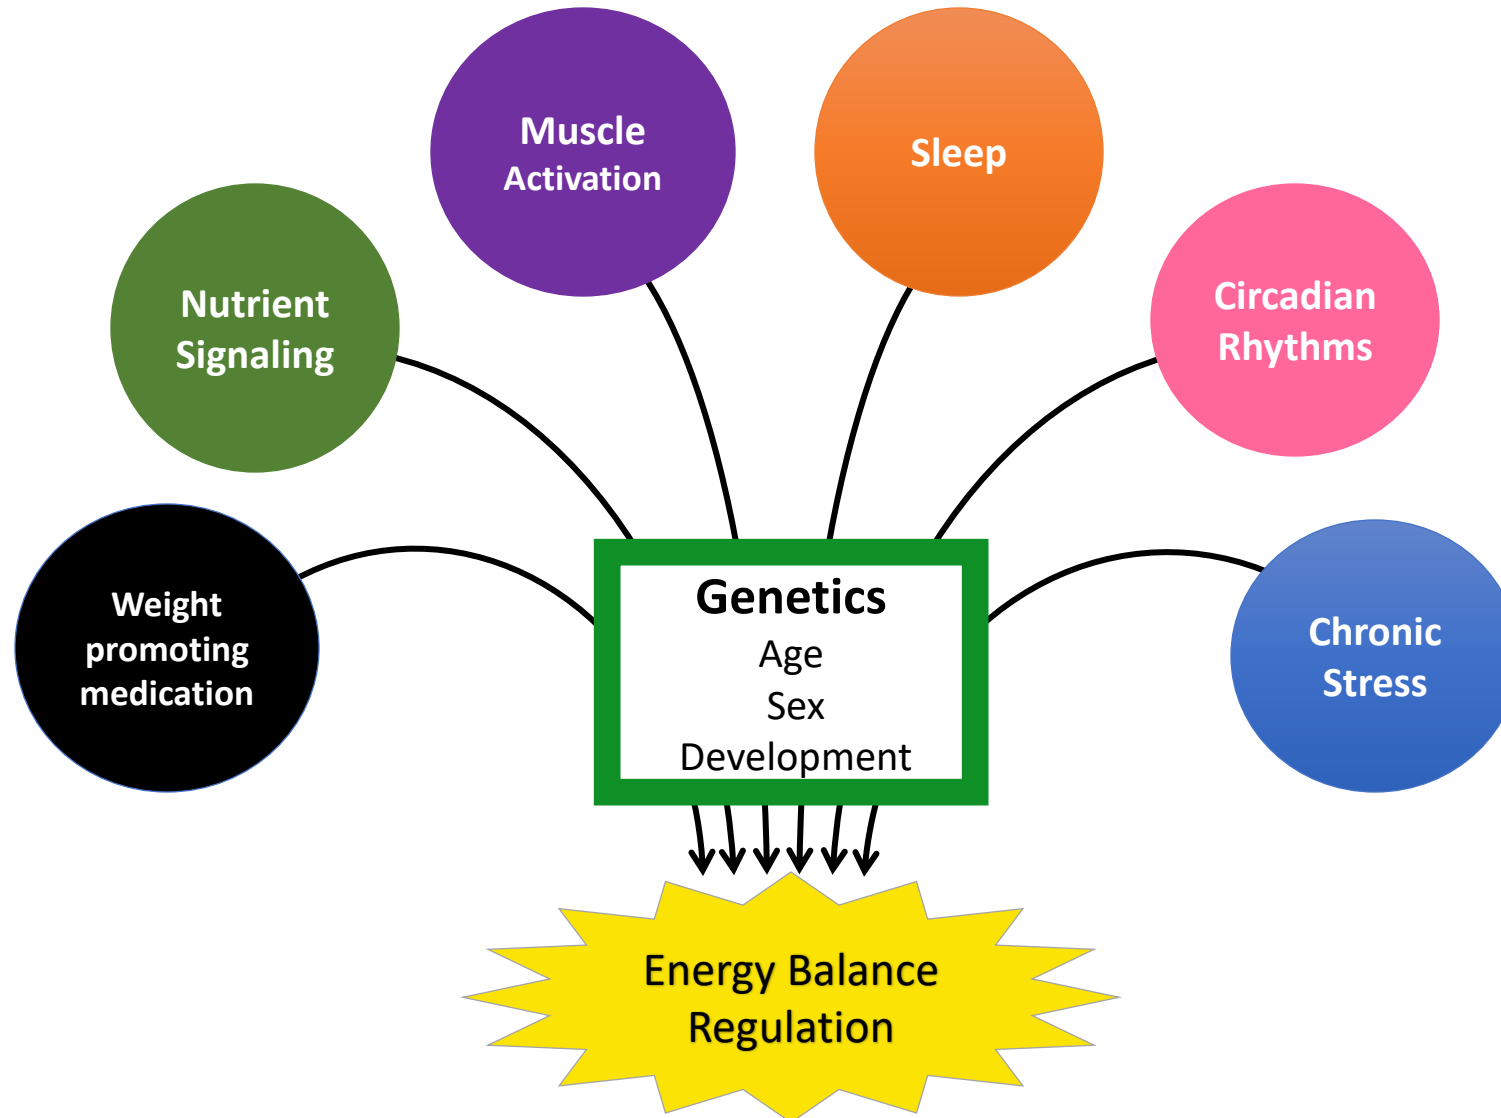 Muscle
Activation
Sleep
Nutrient
Signaling
Circadian
Rhythms
Weight
promoting
medication
Genetics
Age
Sex
Development
Chronic
Stress
Energy Balance
Regulation